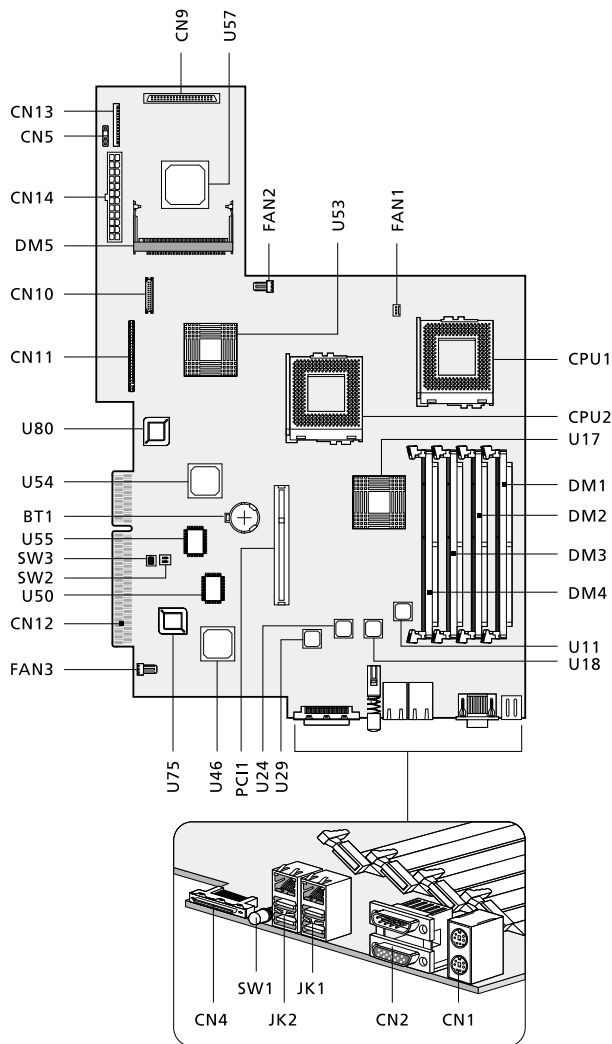 CN9
U57
CN13
CN5
CN14
DM5
CN10
CN11
FAN2
U53
FAN1
CPU1
CPU2
U17
U80
U54
BT1
U55
SW3
SW2
U50
CN12
FAN3
DM1
DM2
DM3
DM4
U11
U18
U75
U46
PCI1
U24
U29
SW1
JK1
CN4
JK2
CN2
CN1